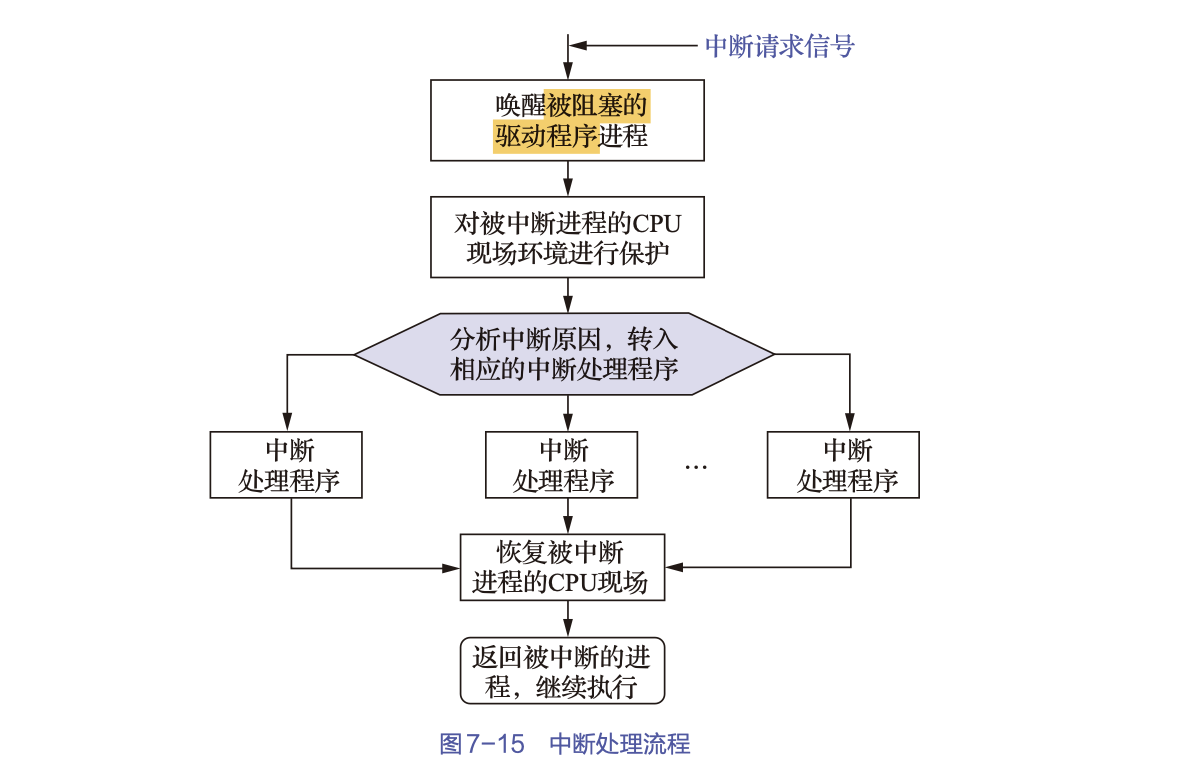 中断请求信号
唤醒被阻塞的
驱动程序进程
对被中断进程的CPU
现场环境进行保护
分析中断原因，转入
相应的中断处理程序
中断
处理程序
中断
处理程序
…
中断
处理程序
恢复被中断
进程的CPU现场
返回被中断的进
程，继续执行
图7-15 中断处理流程